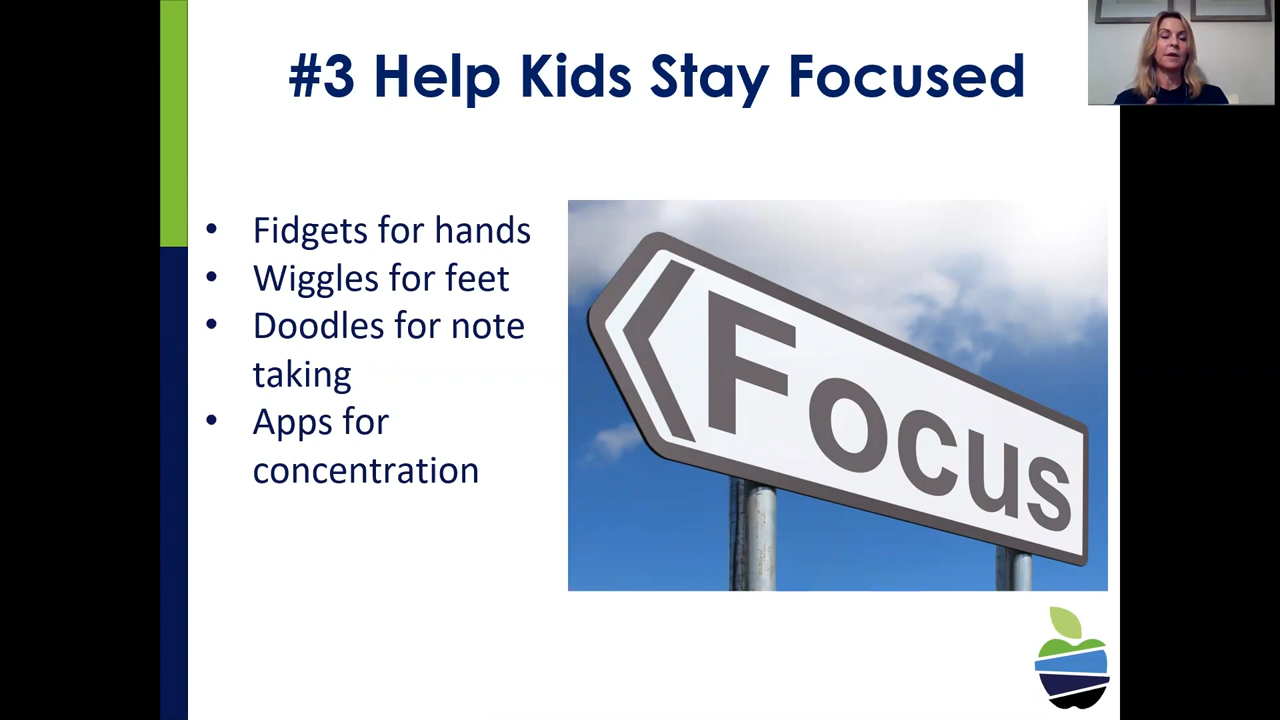 #3 Help Kids Stay Focused
• Fidgets for hands
• Wiggles for feet
• Doodles for note
taking
• Apps for
concentration
Focus